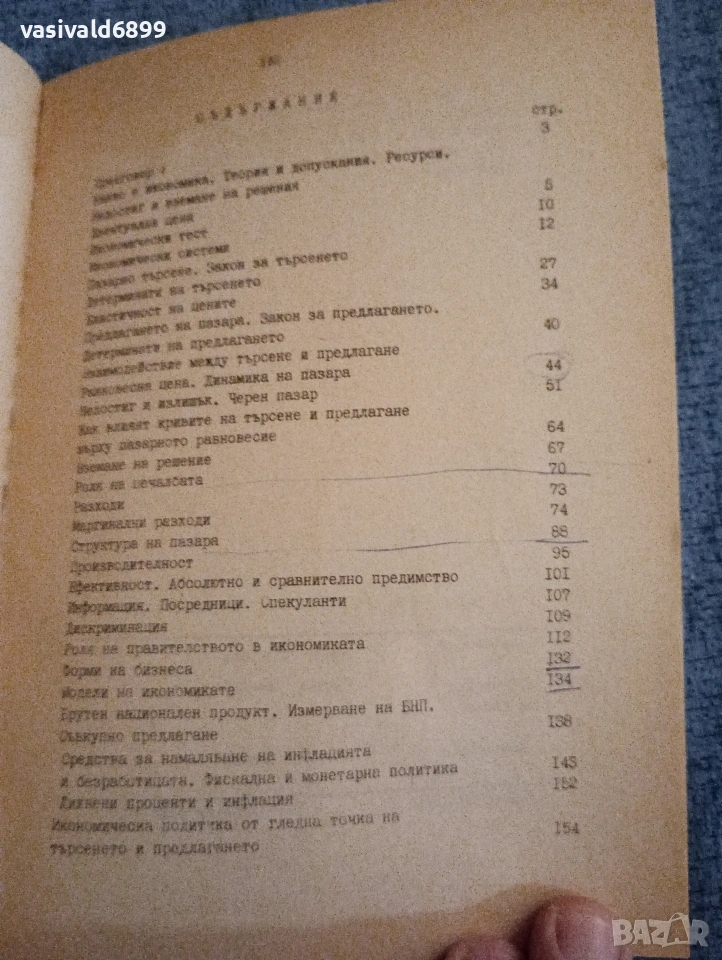 vasivald6899
СЪДЪРЖАНИЕ
стр.
Предговор 3
Какво е икономика. Теория и допускания. Ресурси.
Недостиг и вземане на решения 5
цена 10
Икономически тест 12
Икономически системи
Пазарно търсене. Закон за търсенето 27
Детерминати на търсенето 34
Еластичност на цените
Предлагането на пазара. Закон за предлагането.
Детерминати на предлагането 40
Взаимодействие между търсене и предлагане
Равновесна цена. Динамика на пазара 44
Недостиг и излишък. Черен пазар 51
Как влияят кривите на търсене и предлагане
върху пазарното равновесие 64
Вземане на решение 67
Роля на печалбата 70
Разходи 73
Маргинални разходи 74
Структура на пазара 88
Производителност 95
Ефективност. Абсолютно и сравнително предимство 101
Информация. Посредници. Спекуланти 107
Дискриминация 109
Роля на правителството в икономиката 112
Форми на бизнеса 132
Модели на икономиката 134
Брутен национален продукт. Измерване на БНП.
Съвкупно предлагане 138
Средства за намаляване на инфлацията
и безработицата. Фискална и монетарна политика 143
Лихвени проценти и инфлация 152
Икономическа политика от гледна точка на
търсенето и предлагането 154
BAZAR